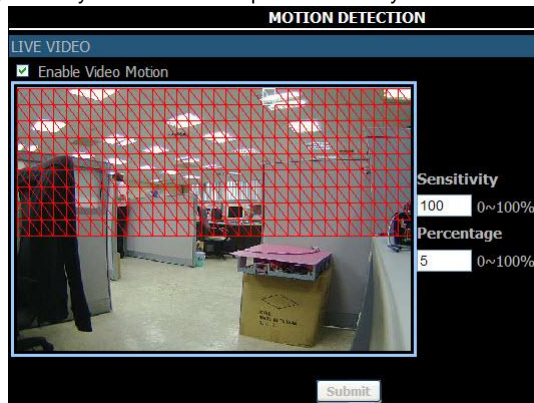 MOTION DETECTION
LIVE VIDEO
Enable Video Motion
Sensitivity
100 0~100%
Percentage
5 0~100%
Submit